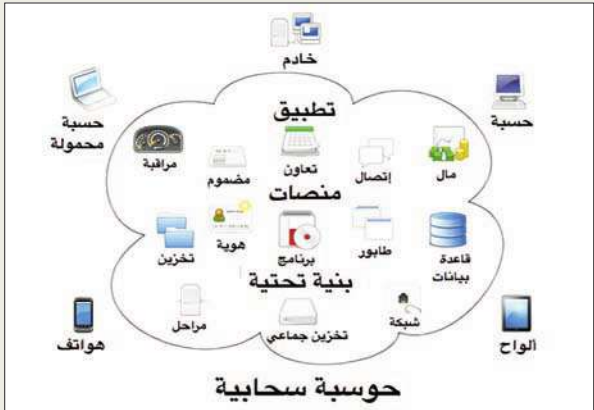 خادم
حسبة
حسبة محمولة
تطبيق
مال
إتصال
تعاون
مضموم
مراقبة
منصات
قاعدة بيانات
طابور
برنامج
هوية
تخزين
بنية تحتية
شبكة
تخزين جماعي
مراحل
ألواح
هواتف
حوسبة سحابية